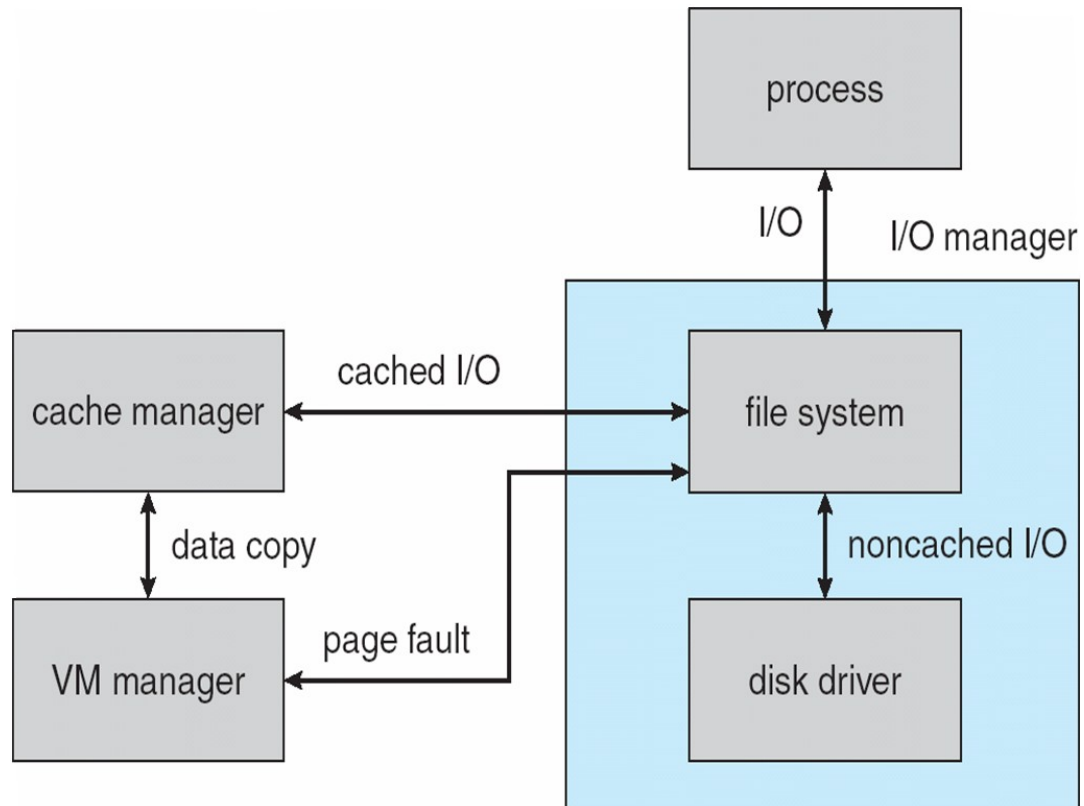 process
I/O
I/O manager
cached I/O
cache manager
file system
data copy
noncached I/O
page fault
VM manager
disk driver